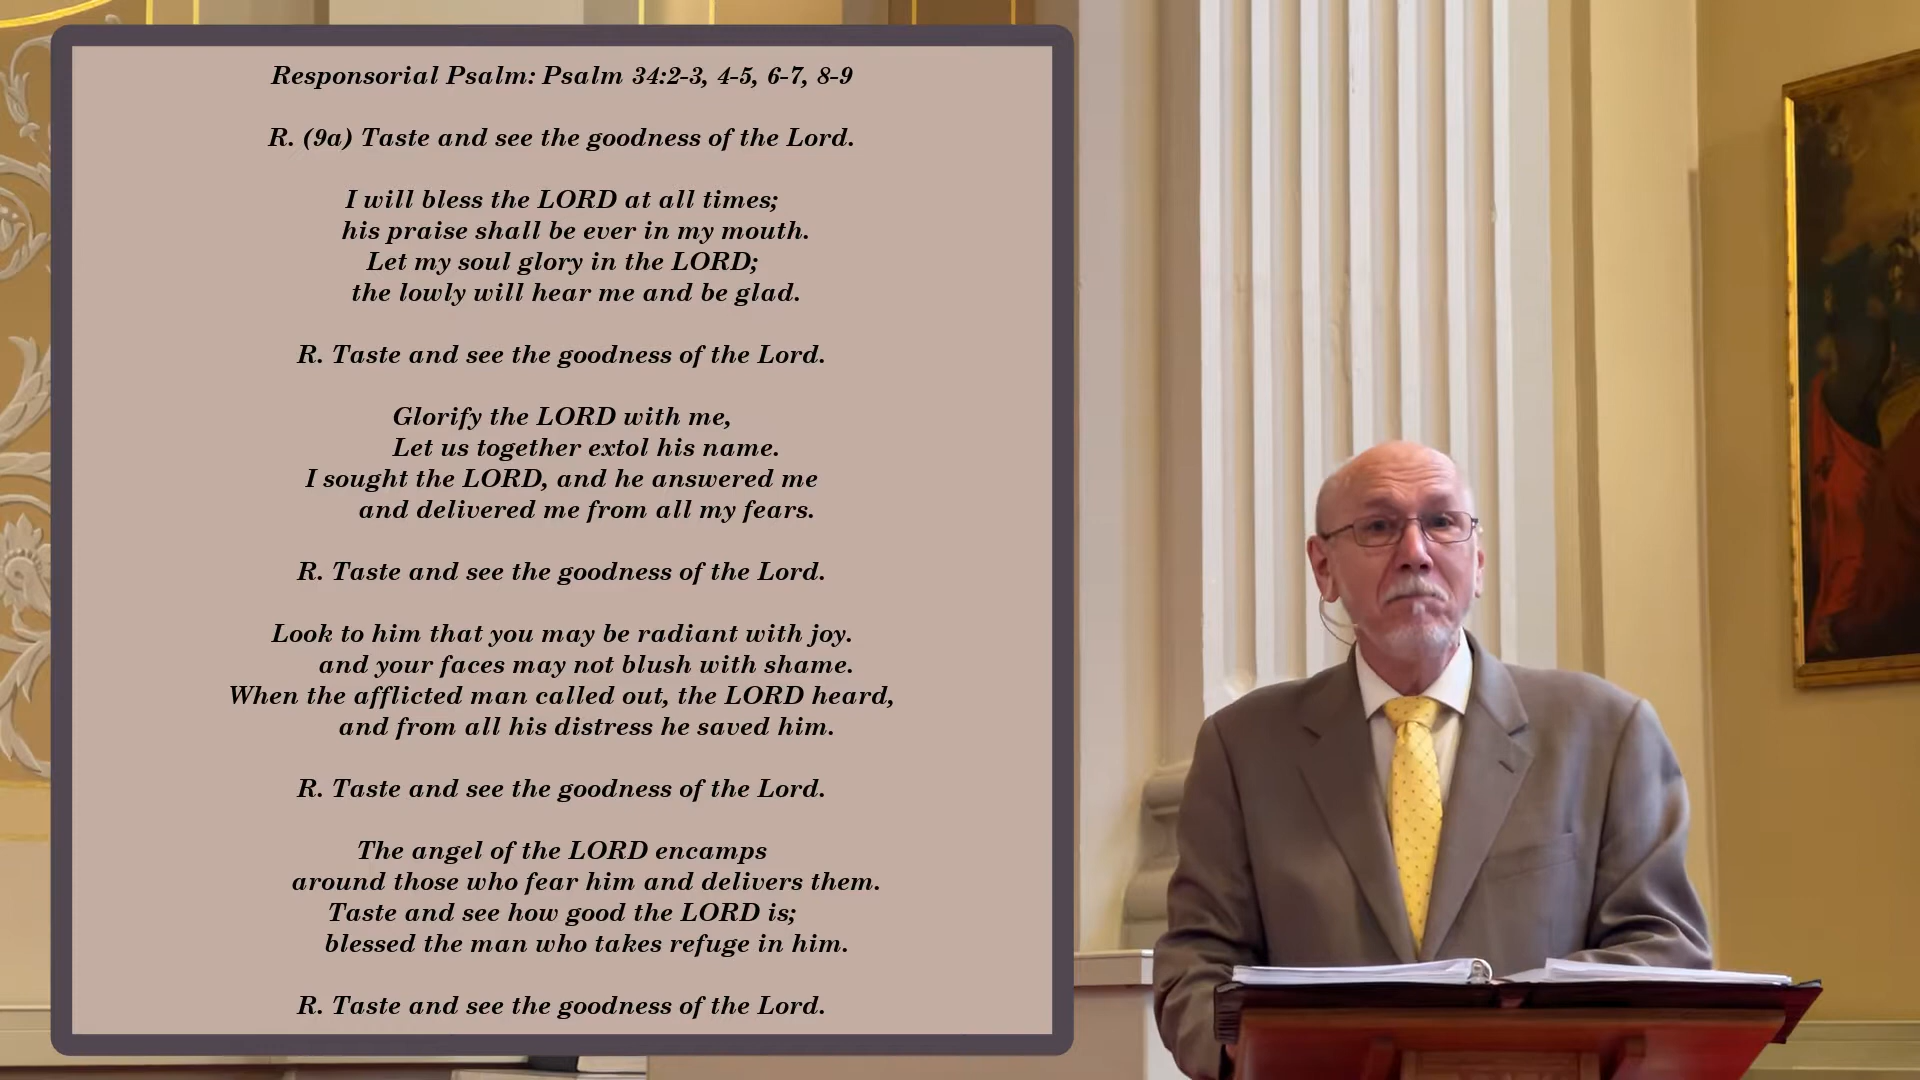 Responsorial Psalm: Psalm 34:2-3, 4-5, 6-7, 8-9
R. (9a) Taste and see the goodness of the Lord.
I will bless the LORD at all times;
his praise shall be ever in my mouth.
Let my soul glory in the LORD;
the lowly will hear me and be glad.
R. Taste and see the goodness of the Lord.
Glorify the LORD with me,
Let us together extol his name.
I sought the LORD, and he answered me
and delivered me from all my fears.
R. Taste and see the goodness of the Lord.
Look to him that you may be radiant with joy.
and your faces may not blush with shame.
When the afflicted man called out, the LORD heard,
and from all his distress he saved him.
R. Taste and see the goodness of the Lord.
The angel of the LORD encamps
around those who fear him and delivers them.
Taste and see how good the LORD is;
blessed the man who takes refuge in him.
R. Taste and see the goodness of the Lord.